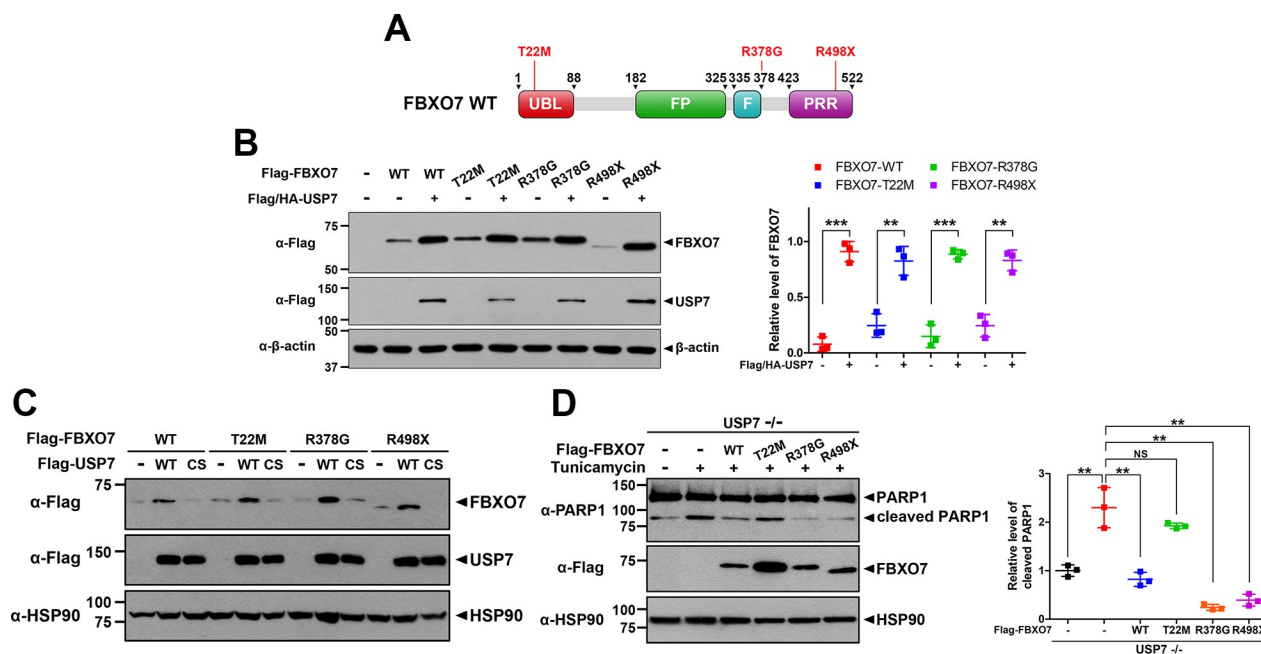 A
T22M R378G R498X
1 88 182 325 335 378 423 522
FBXO7 WT UBL FP F PRR
B
Flag-FBXO7 - WT WT T22M T22M R378G R378G R498X R498X
Flag/HA-USP7 - - + - + - + - +
α-Flag 75 50 FBXO7
α-Flag 150 100 USP7
α-β-actin 50 37 β-actin
FBXO7-WT FBXO7-R378G
FBXO7-T22M FBXO7-R498X
Relative level of FBXO7
*** ** *** **
1.0
0.5
0.0
Flag/HA-USP7 - + - + - + - +
C
Flag-FBXO7 WT T22M R378G R498X
Flag-USP7 - WT CS - WT CS - WT CS - WT CS
α-Flag 75 FBXO7
α-Flag 150 USP7
α-HSP90 100 75 HSP90
D
USP7 -/-
Flag-FBXO7 - - WT T22M R378G R498X
Tunicamycin - + + + + +
α-PARP1 150 100 75 PARP1
cleaved PARP1
α-Flag 75 FBXO7
α-HSP90 100 75 HSP90
Relative level of
cleaved PARP1
**
**
NS
** **
3
2
1
0
Flag-FBXO7 - - WT T22M R378G R498X
USP7 -/-